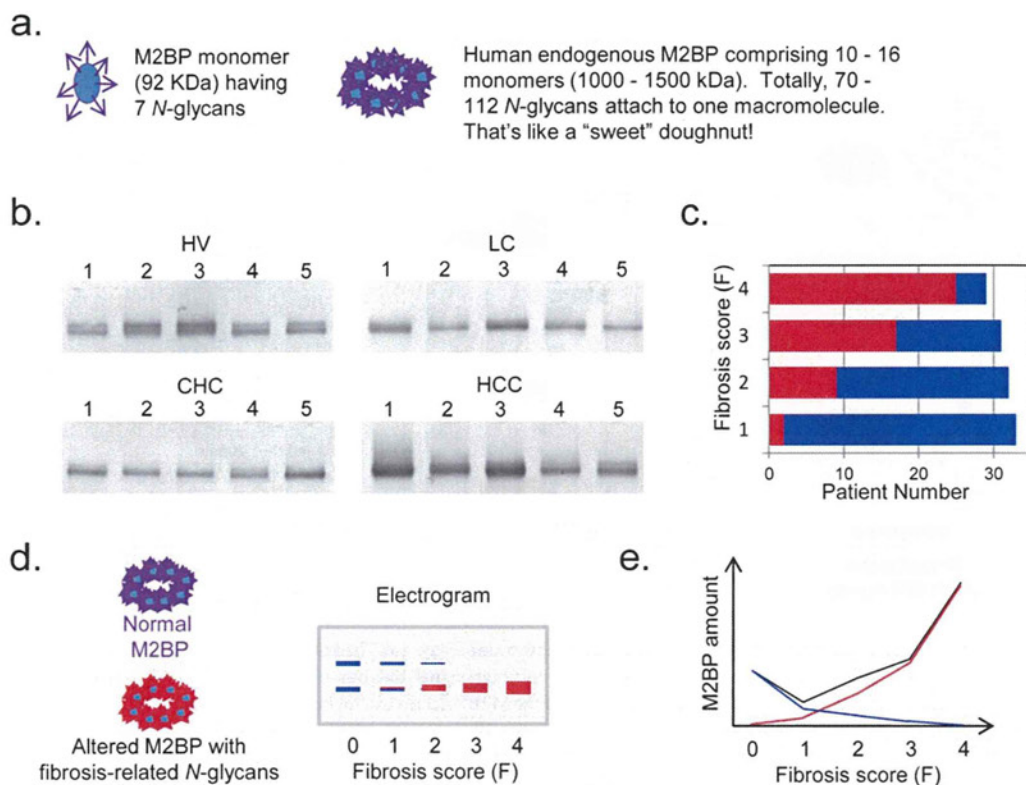 a.
M2BP monomer
(92 KDa) having
7 N-glycans
Human endogenous M2BP comprising 10 - 16
monomers (1000 - 1500 kDa). Totally, 70 -
112 N-glycans attach to one macromolecule.
That's like a "sweet" doughnut!
b.
HV
1 2 3 4 5
LC
1 2 3 4 5
CHC
1 2 3 4 5
HCC
1 2 3 4 5
c.
Fibrosis score (F)
4
3
2
1
0 10 20 30
Patient Number
d.
Normal
M2BP
Altered M2BP with
fibrosis-related N-glycans
Electrogram
0 1 2 3 4
Fibrosis score (F)
e.
M2BP amount
0 1 2 3 4
Fibrosis score (F)